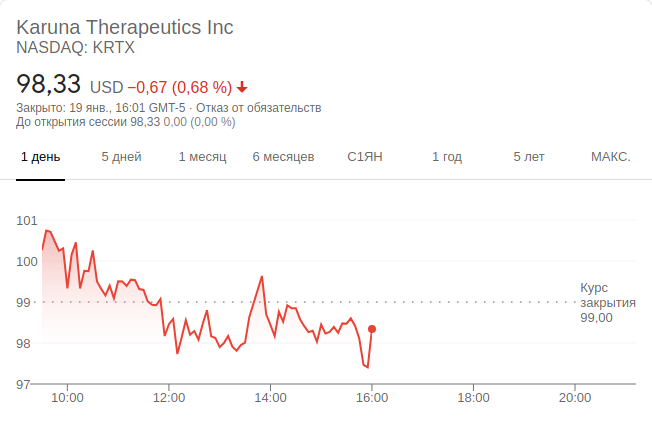 Karuna Therapeutics Inc
NASDAQ: KRTX
98,33 USD −0,67 (0,68 %)
Закрыто: 19 янв., 16:01 GMT-5 · Отказ от обязательств
До открытия сессии 98,33 0,00 (0,00 %)
1 день 5 дней 1 месяц 6 месяцев С1ЯН 1 год 5 лет МАКС.
101
100
Курс
99 закрытия
99,00
98
97
10:00 12:00 14:00 16:00 18:00 20:00